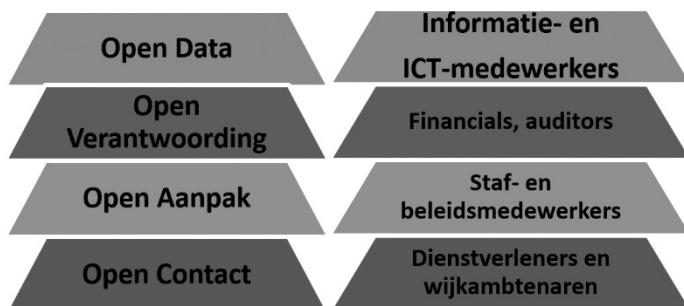 Open Data
Informatie- en
ICT-medewerkers
Open
Verantwoording
Financials, auditors
Open Aanpak
Staf- en
beleidsmedewerkers
Open Contact
Dienstverleners en
wijkambtenaren